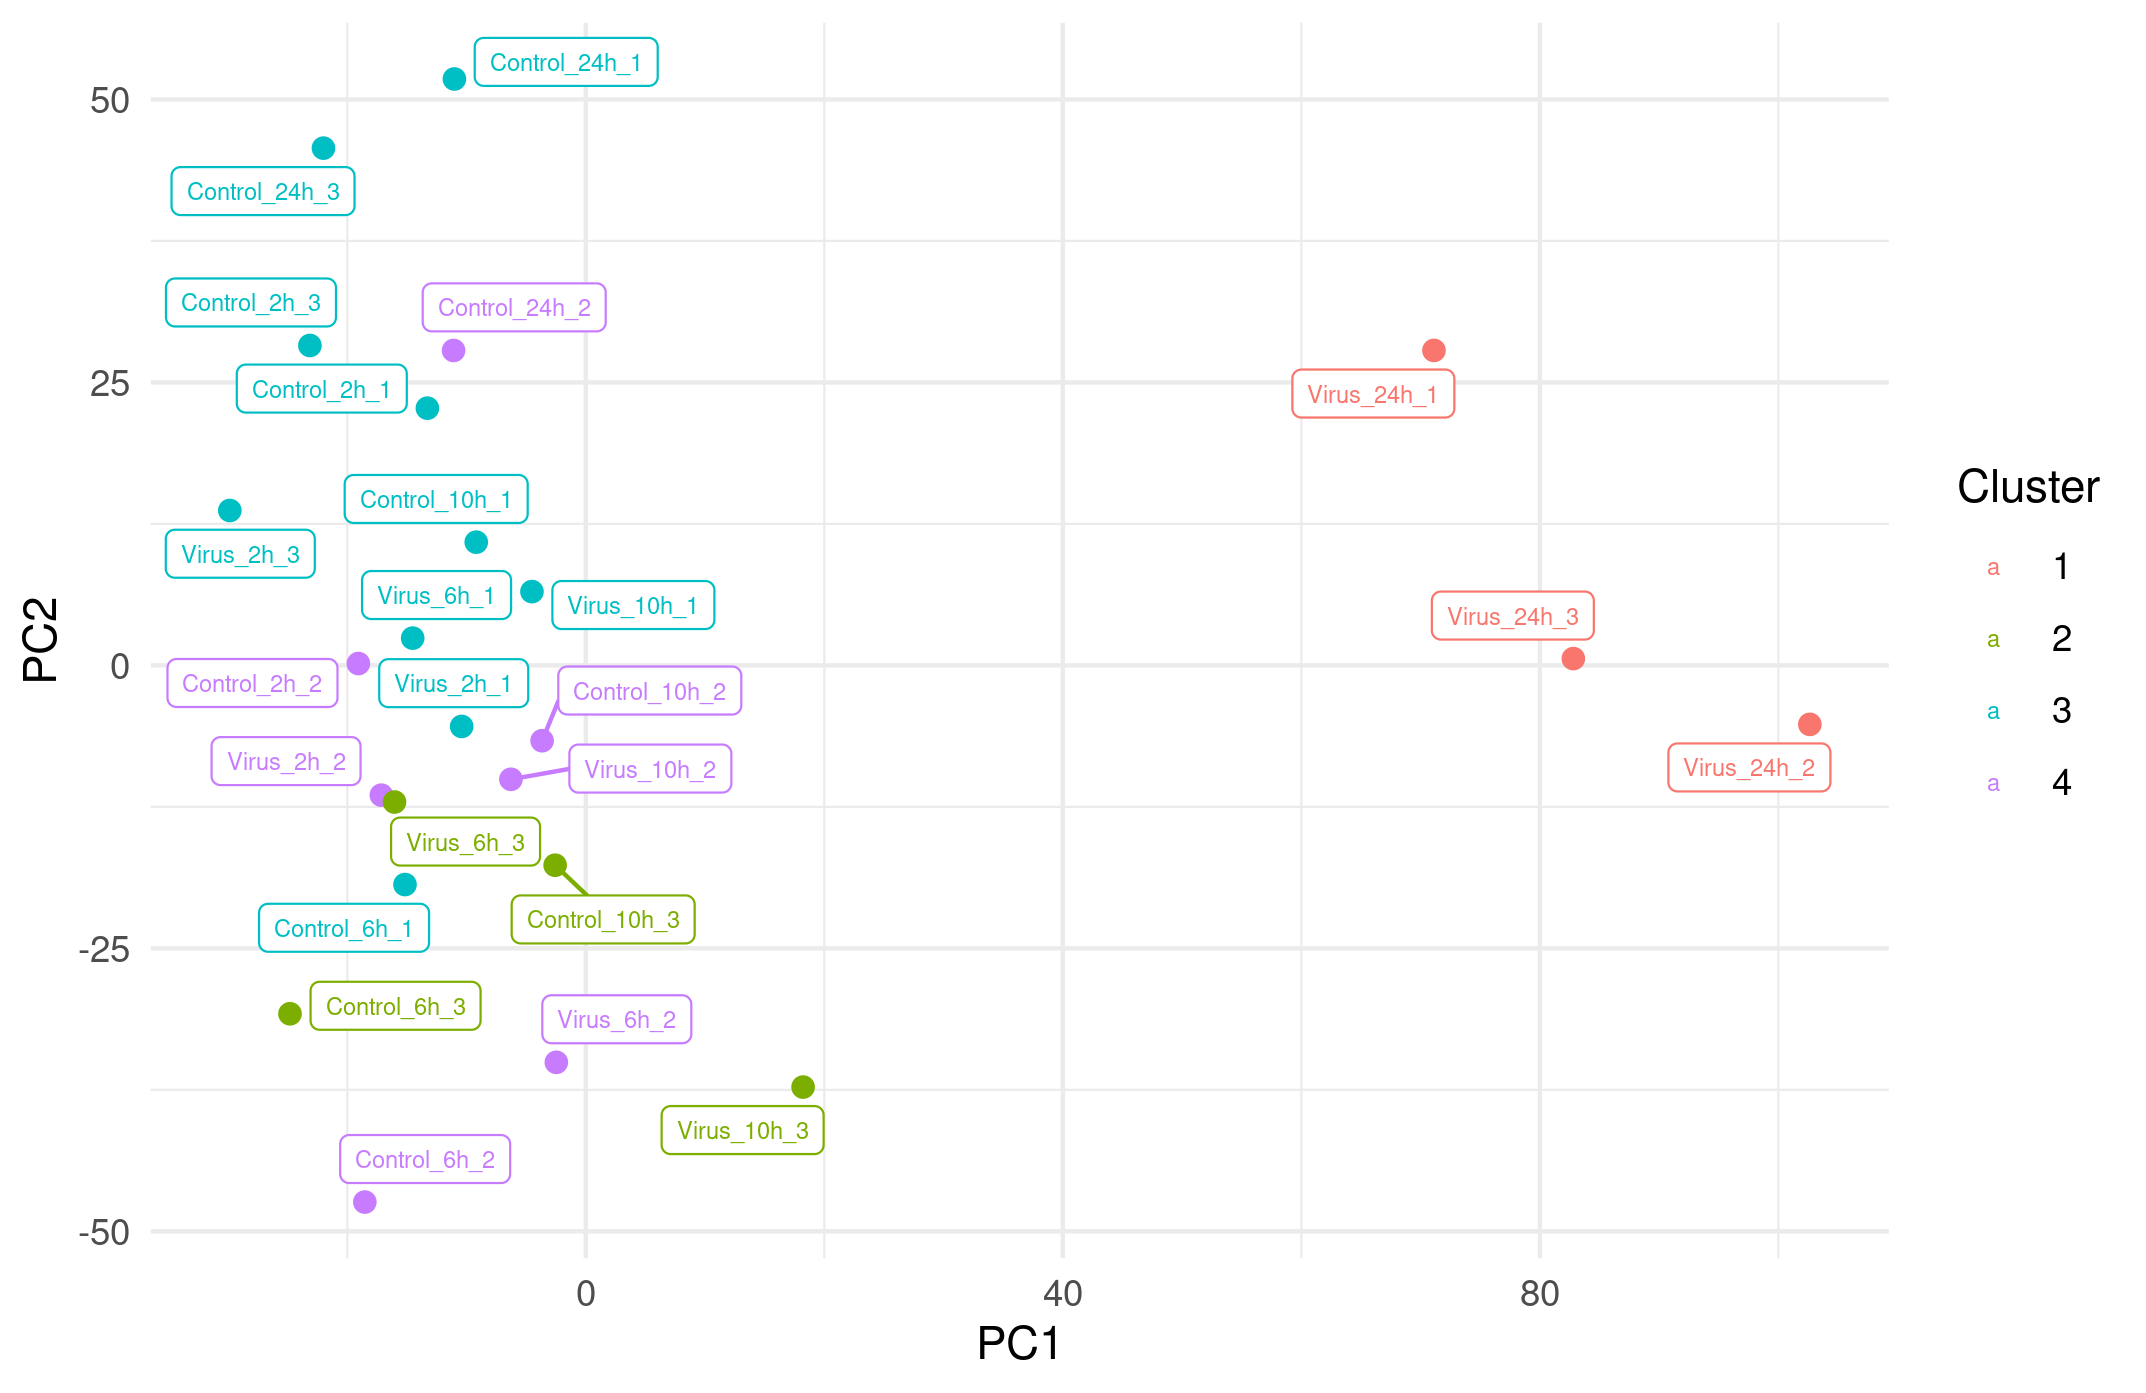 Control_24h_1
50
Control_24h_3
Control_2h_3
Control_24h_2
25
Control_2h_1
Virus_24h_1
Control_10h_1
Virus_2h_3
Virus_6h_1
Virus_10h_1
Virus_24h_3
PC2
0
Control_2h_2
Virus_2h_1
Control_10h_2
Virus_2h_2
Virus_10h_2
Virus_24h_2
Virus_6h_3
Control_10h_3
Control_6h_1
-25
Control_6h_3
Virus_6h_2
Virus_10h_3
Control_6h_2
-50
0 40 80
PC1
Cluster
a 1
a 2
a 3
a 4